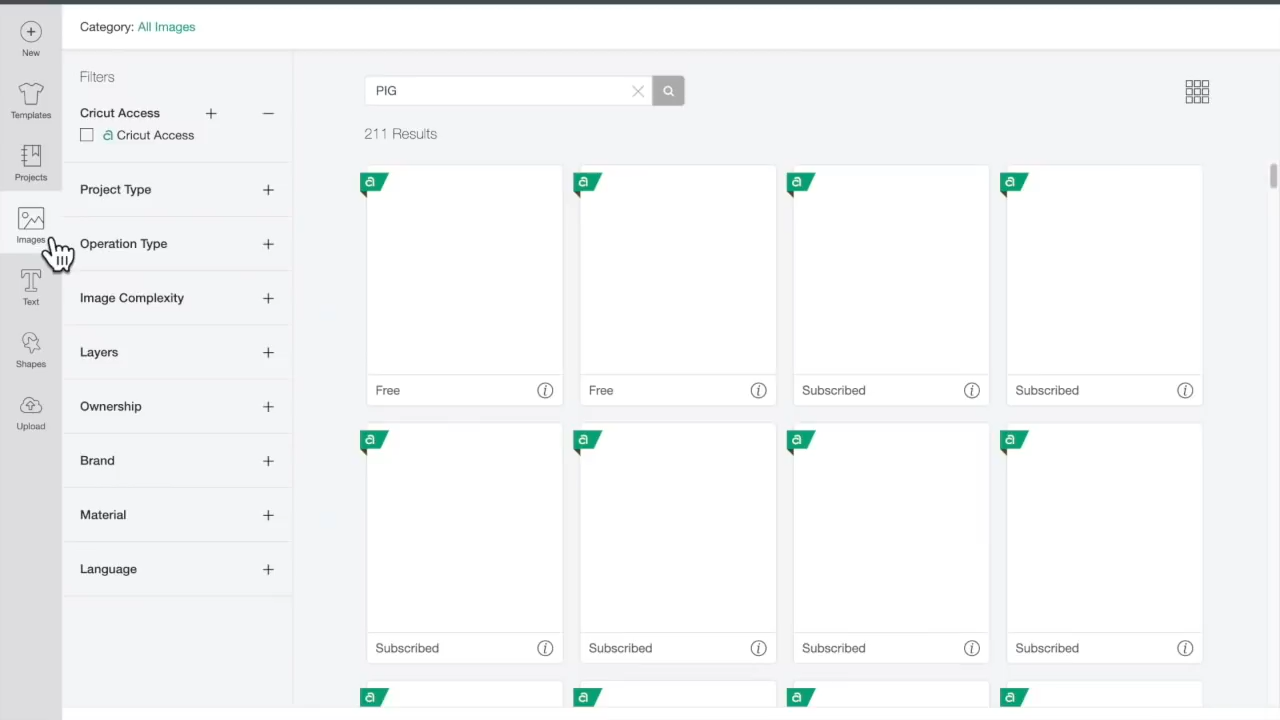 Category: All Images
New
Templates
Projects
Images
Text
Shapes
Upload
Filters
Cricut Access
a Cricut Access
Project Type
Operation Type
Image Complexity
Layers
Ownership
Brand
Material
Language
PIG
211 Results
a a a a
Free i Free i Subscribed i Subscribed i
a a a a
Subscribed i Subscribed i Subscribed i Subscribed i
a a a a